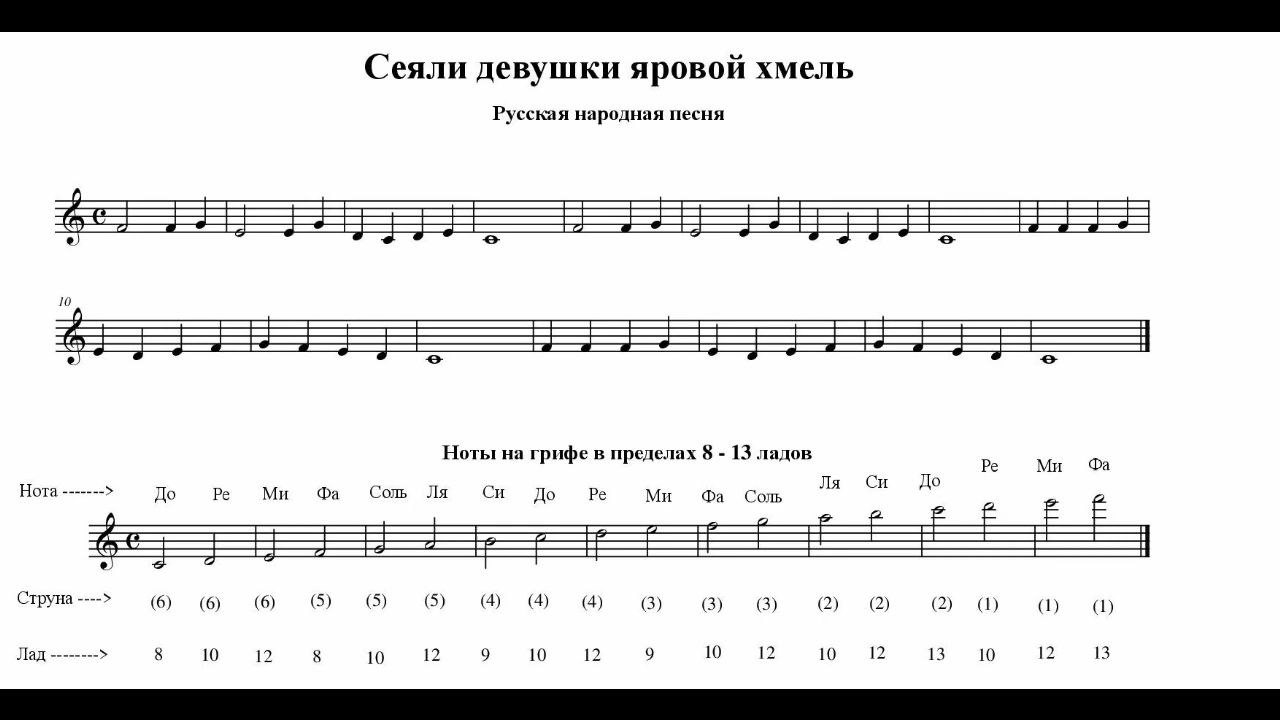 Сеяли девушки яровой хмель
Русская народная песня
10
Ноты на грифе в пределах 8 - 13 ладов
Нота -------> До Ре Ми Фа Соль Ля Си До Ре Ми Фа Соль Ля Си До Ре Ми Фа
Струна ----> (6) (6) (6) (5) (5) (5) (4) (4) (4) (3) (3) (3) (2) (2) (2) (1) (1) (1)
Лад --------> 8 10 12 8 10 12 9 10 12 9 10 12 10 12 13 10 12 13